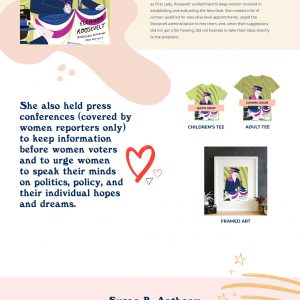 ELEANOR
ROOSEVELT
as First Lady, Roosevelt worked hard to keep women involved in
establishing and evaluating the New Deal. She created a list of
women qualified for executive level appointments, urged the
Roosevelt administration to hire them, and, when their suggestions
did not get a fair hearing, did not hesitate to take their ideas directly
to the president.
She also held press
conferences (covered by
women reporters only)
to keep information
before women voters
and to urge women
to speak their minds
on politics, policy, and
their individual hopes
and dreams.
COMING SOON
CHILDREN'S TEE
ADULT TEE
FRAMED ART
Susan B. Anthony